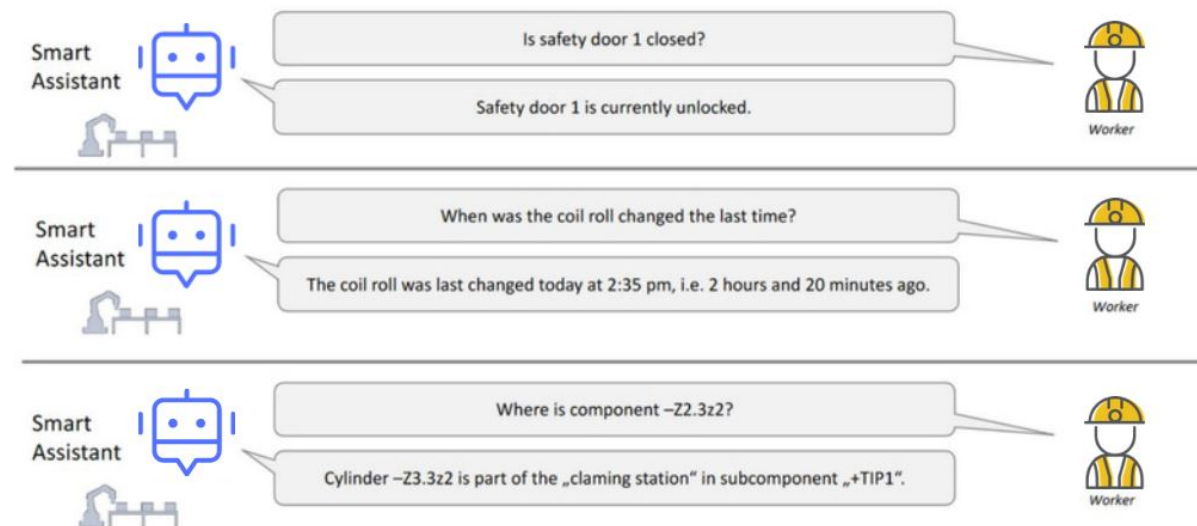 Is safety door 1 closed?
Smart
Assistant
Safety door 1 is currently unlocked.
Worker
When was the coil roll changed the last time?
Smart
Assistant
The coil roll was last changed today at 2:35 pm, i.e. 2 hours and 20 minutes ago.
Worker
Where is component –Z2.3z2?
Smart
Assistant
Cylinder –Z3.3z2 is part of the „claming station“ in subcomponent „+TIP1“.
Worker